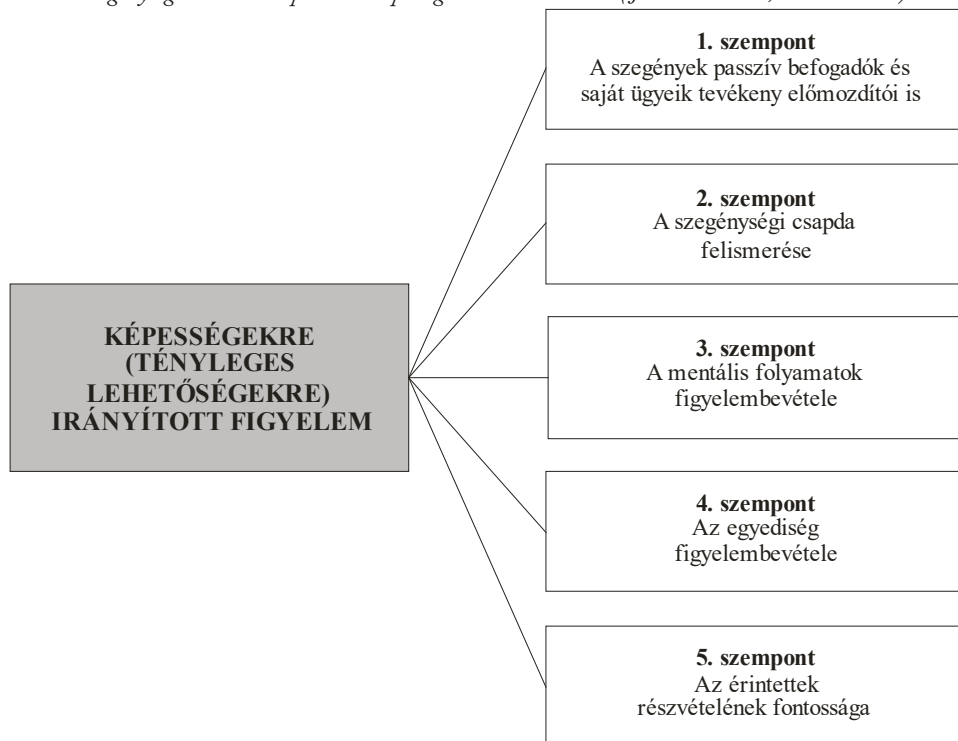 1. szempont
A szegények passzív befogadók és
saját ügyeik tevékeny előmozdítói is
2. szempont
A szegénységi csapda
felismerése
KÉPESSÉGEKRE
(TÉNYLEGES
LEHETŐSÉGEKRE)
IRÁNYÍTOTT FIGYELEM
3. szempont
A mentális folyamatok
figyelembevétele
4. szempont
Az egyediség
figyelembevétele
5. szempont
Az érintettek
részvételének fontossága